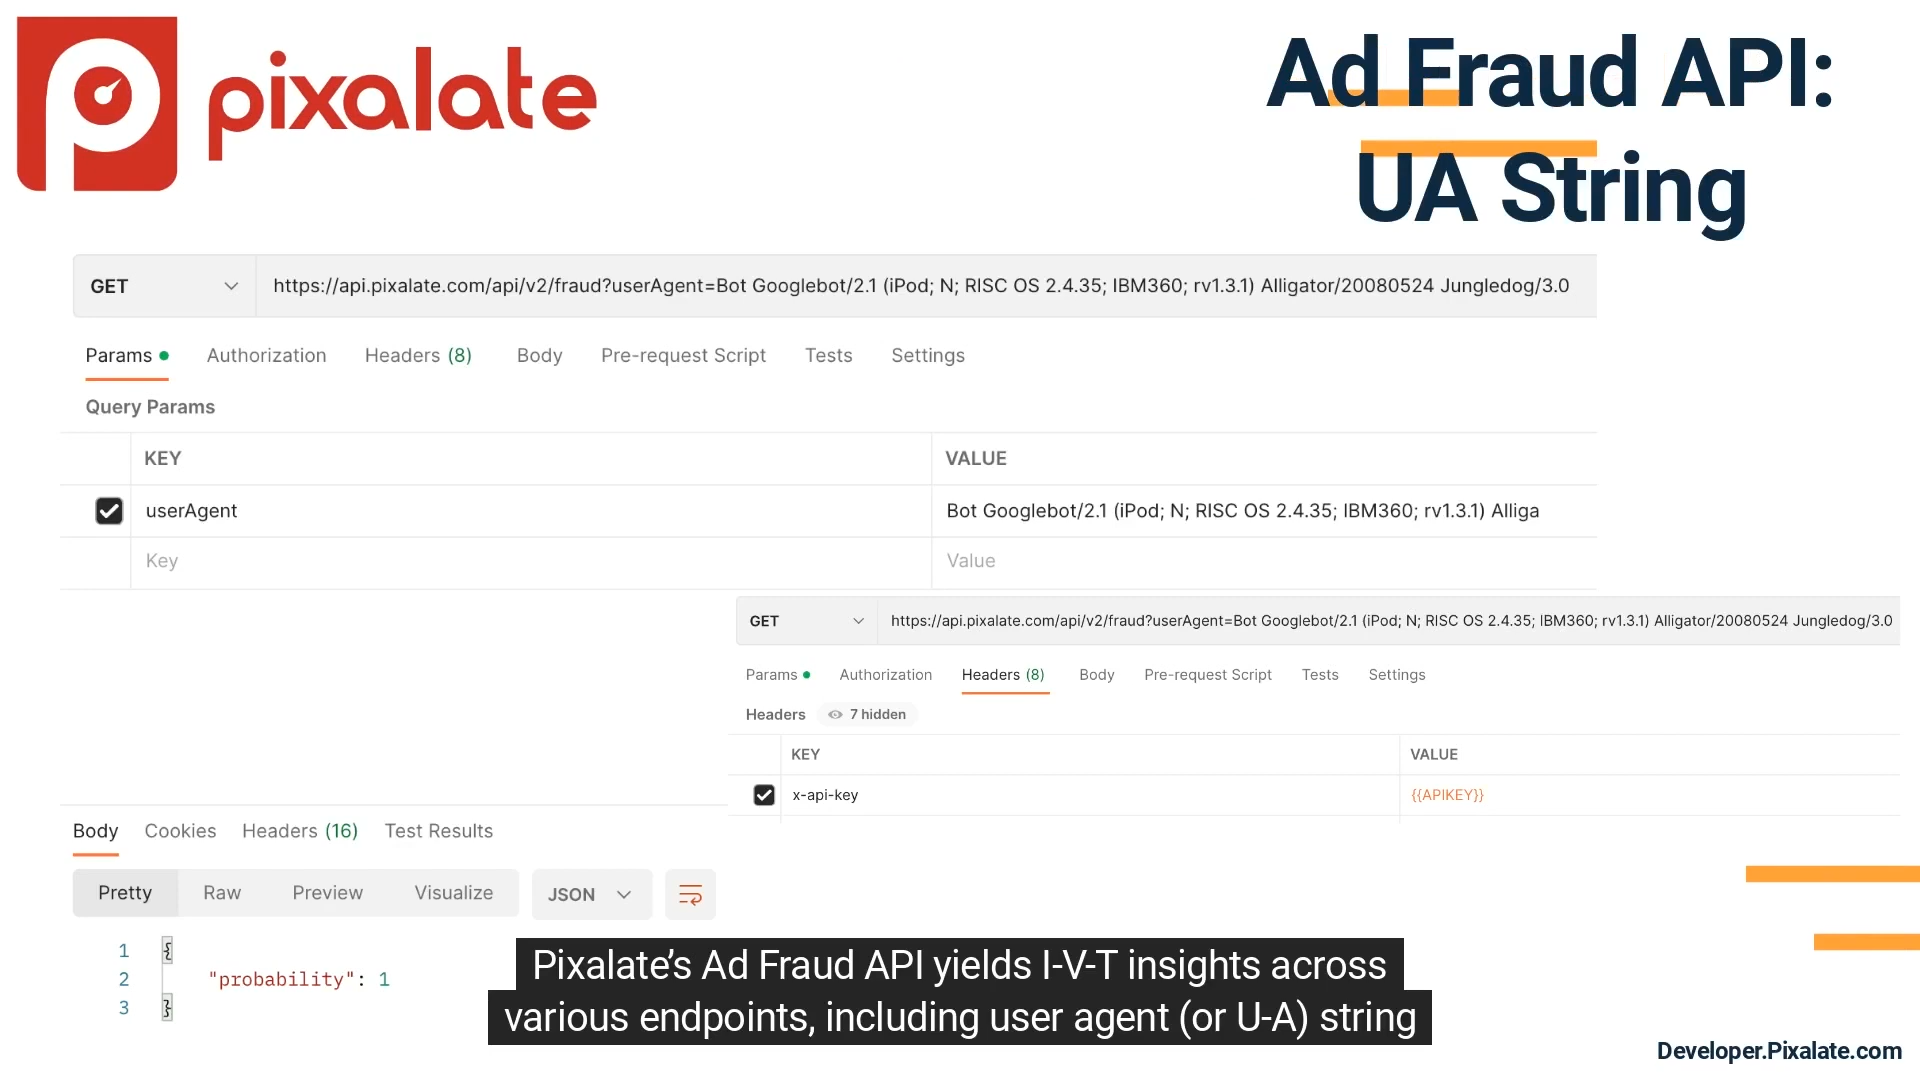 pixalate
Ad Fraud API:
UA String
GET
https://api.pixalate.com/api/v2/fraud?userAgent=Bot Googlebot/2.1 (iPod; N; RISC OS 2.4.35; IBM360; rv1.3.1) Alligator/20080524 Jungledog/3.0
Params Authorization Headers (8) Body Pre-request Script Tests Settings
Query Params
KEY VALUE
userAgent Bot Googlebot/2.1 (iPod; N; RISC OS 2.4.35; IBM360; rv1.3.1) Alliga
Key Value
GET https://api.pixalate.com/api/v2/fraud?userAgent=Bot Googlebot/2.1 (iPod; N; RISC OS 2.4.35; IBM360; rv1.3.1) Alligator/20080524 Jungledog/3.0
Params Authorization Headers (8) Body Pre-request Script Tests Settings
Headers 7 hidden
KEY VALUE
x-api-key {{APIKEY}}
Body Cookies Headers (16) Test Results
Pretty Raw Preview Visualize JSON
1 {
2 "probability": 1
3 }
Pixalate’s Ad Fraud API yields I-V-T insights across
various endpoints, including user agent (or U-A) string
Developer.Pixalate.com